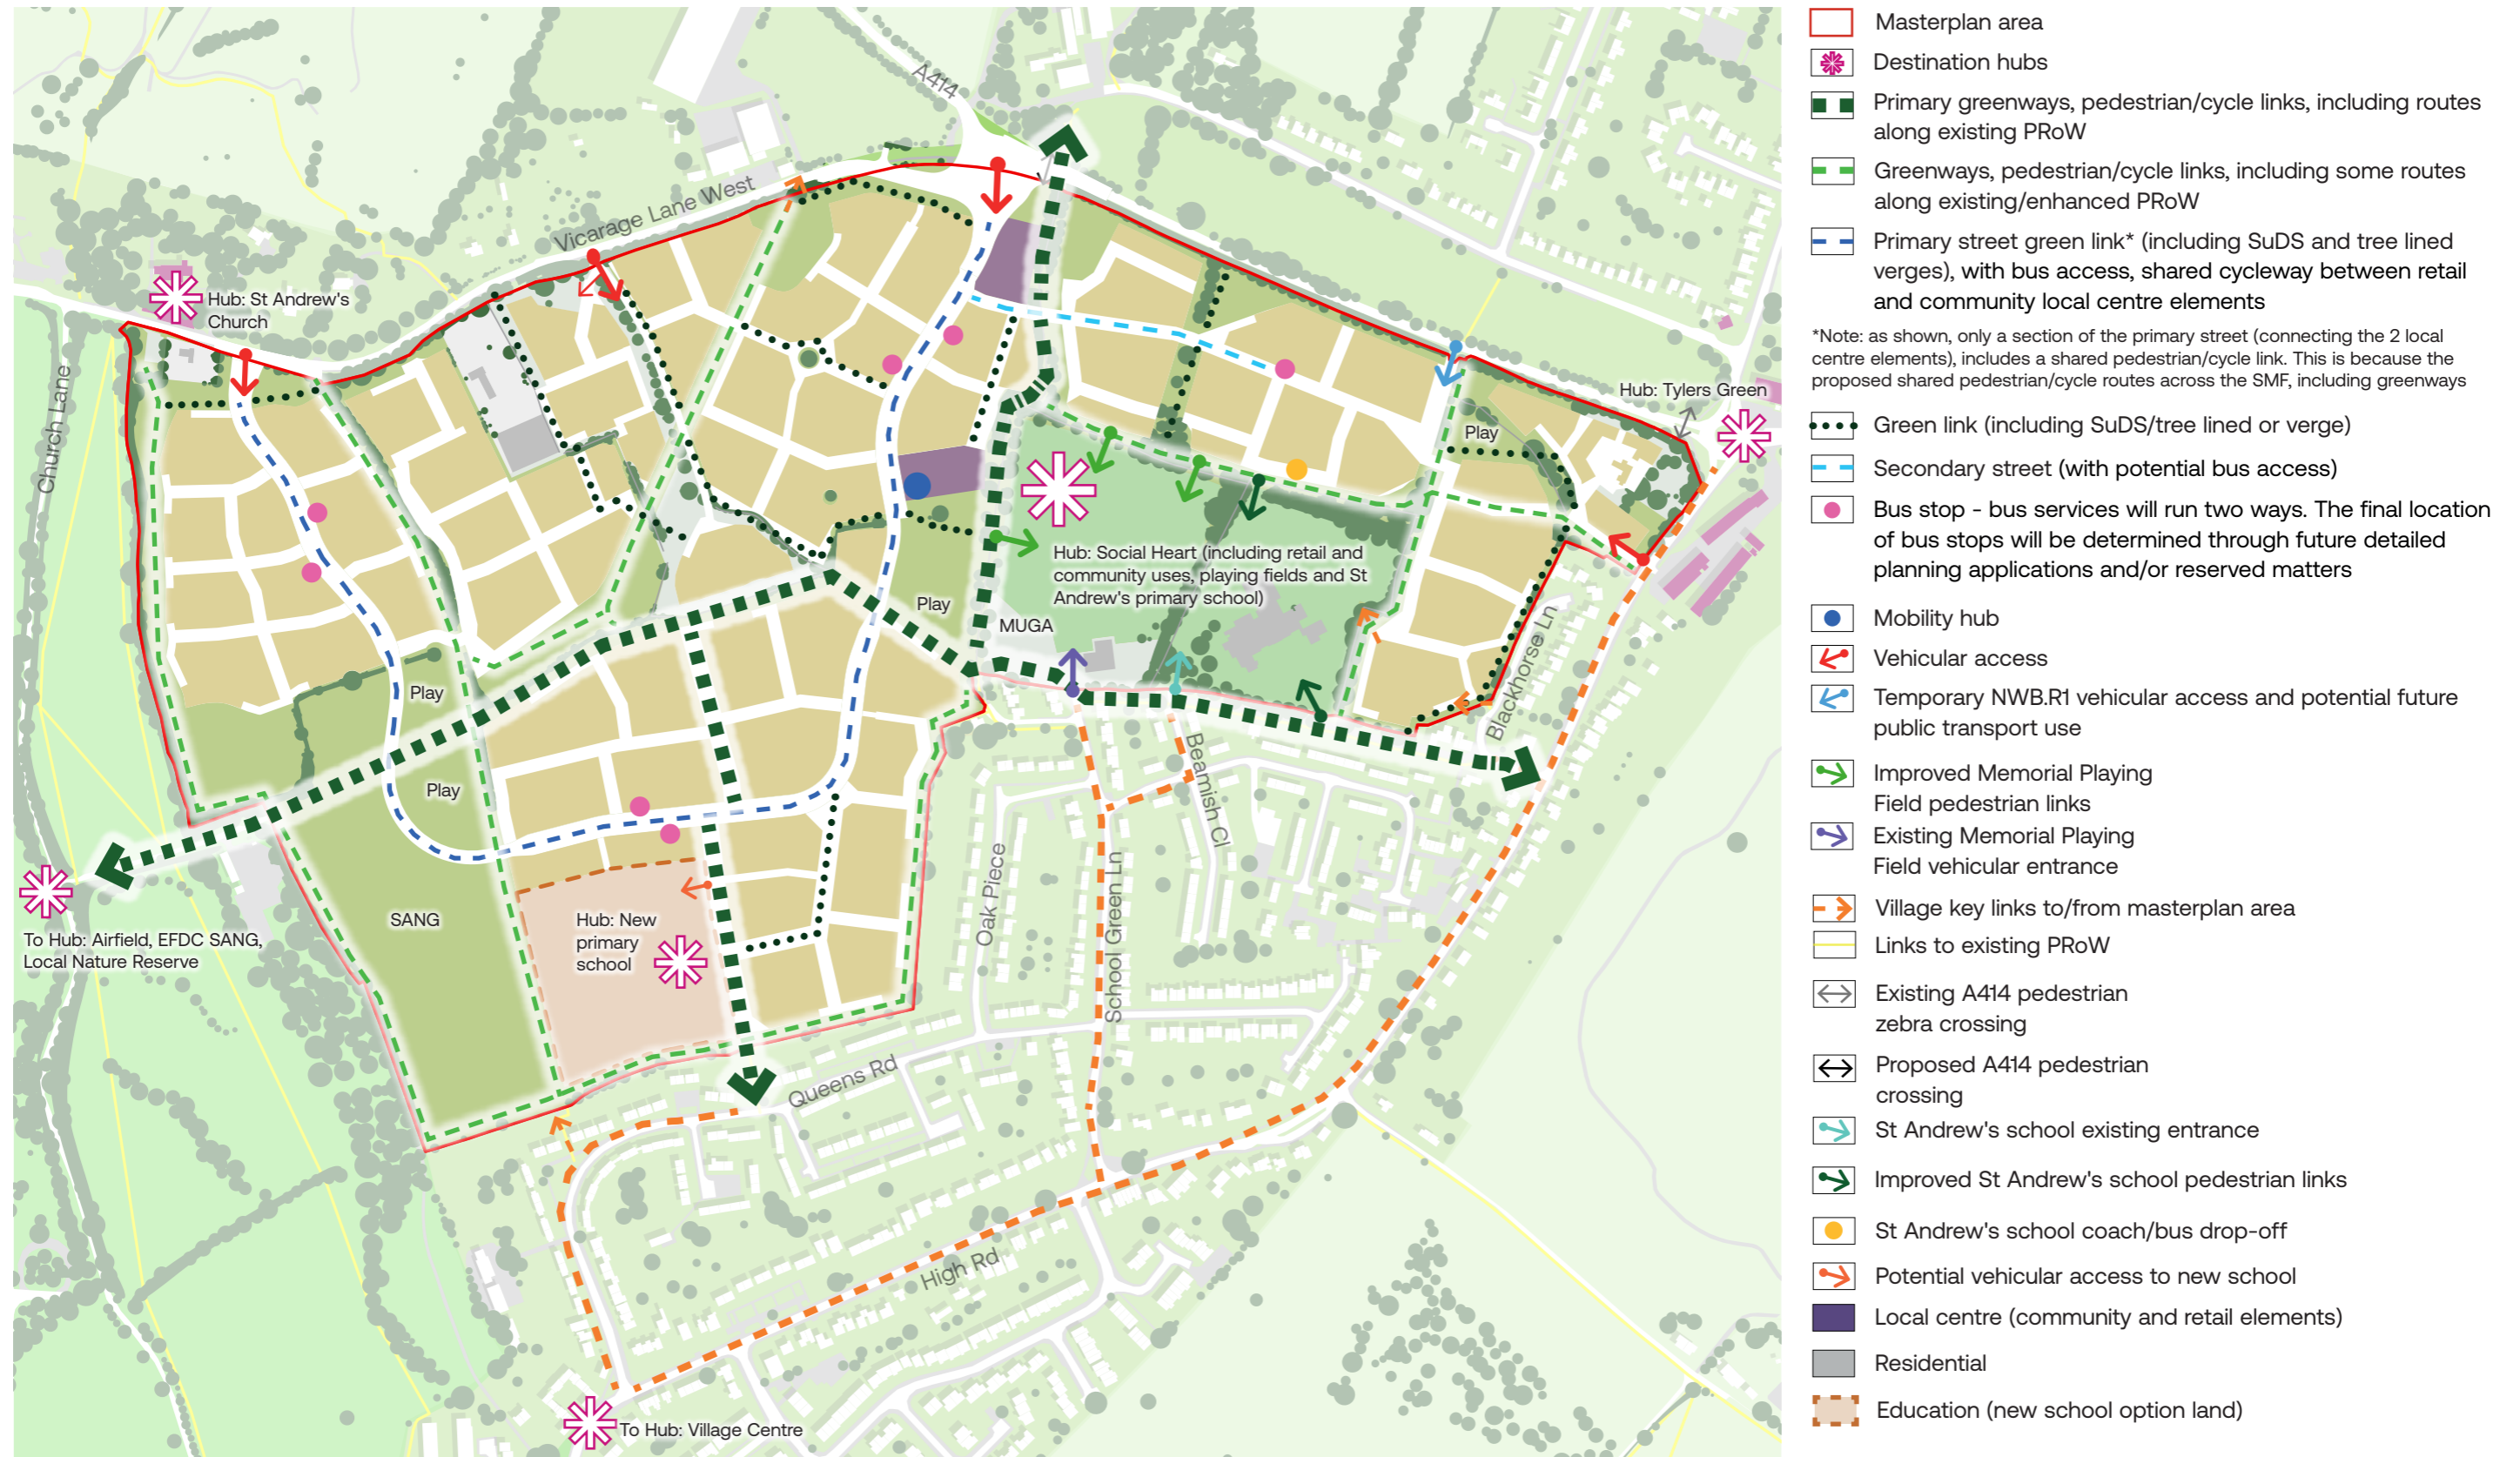 A414
Vicarage Lane West
Hub: St Andrew's
Church
Church Lane
Hub: Tylers Green
Play
Hub: Social Heart (including retail and
community uses, playing fields and St
Andrew's primary school)
Play
MUGA
Blackhorse Ln
Play
Play
Beamish Cl
Oak Piece
School Green Ln
SANG
Hub: New
primary
school
To Hub: Airfield, EFDC SANG,
Local Nature Reserve
Queens Rd
High Rd
To Hub: Village Centre
Masterplan area
Destination hubs
Primary greenways, pedestrian/cycle links, including routes
along existing PRoW
Greenways, pedestrian/cycle links, including some routes
along existing/enhanced PRoW
Primary street green link* (including SuDS and tree lined
verges), with bus access, shared cycleway between retail
and community local centre elements
*Note: as shown, only a section of the primary street (connecting the 2 local
centre elements), includes a shared pedestrian/cycle link. This is because the
proposed shared pedestrian/cycle routes across the SMF, including greenways
Green link (including SuDS/tree lined or verge)
Secondary street (with potential bus access)
Bus stop - bus services will run two ways. The final location
of bus stops will be determined through future detailed
planning applications and/or reserved matters
Mobility hub
Vehicular access
Temporary NWB.R1 vehicular access and potential future
public transport use
Improved Memorial Playing
Field pedestrian links
Existing Memorial Playing
Field vehicular entrance
Village key links to/from masterplan area
Links to existing PRoW
Existing A414 pedestrian
zebra crossing
Proposed A414 pedestrian
crossing
St Andrew's school existing entrance
Improved St Andrew's school pedestrian links
St Andrew's school coach/bus drop-off
Potential vehicular access to new school
Local centre (community and retail elements)
Residential
Education (new school option land)